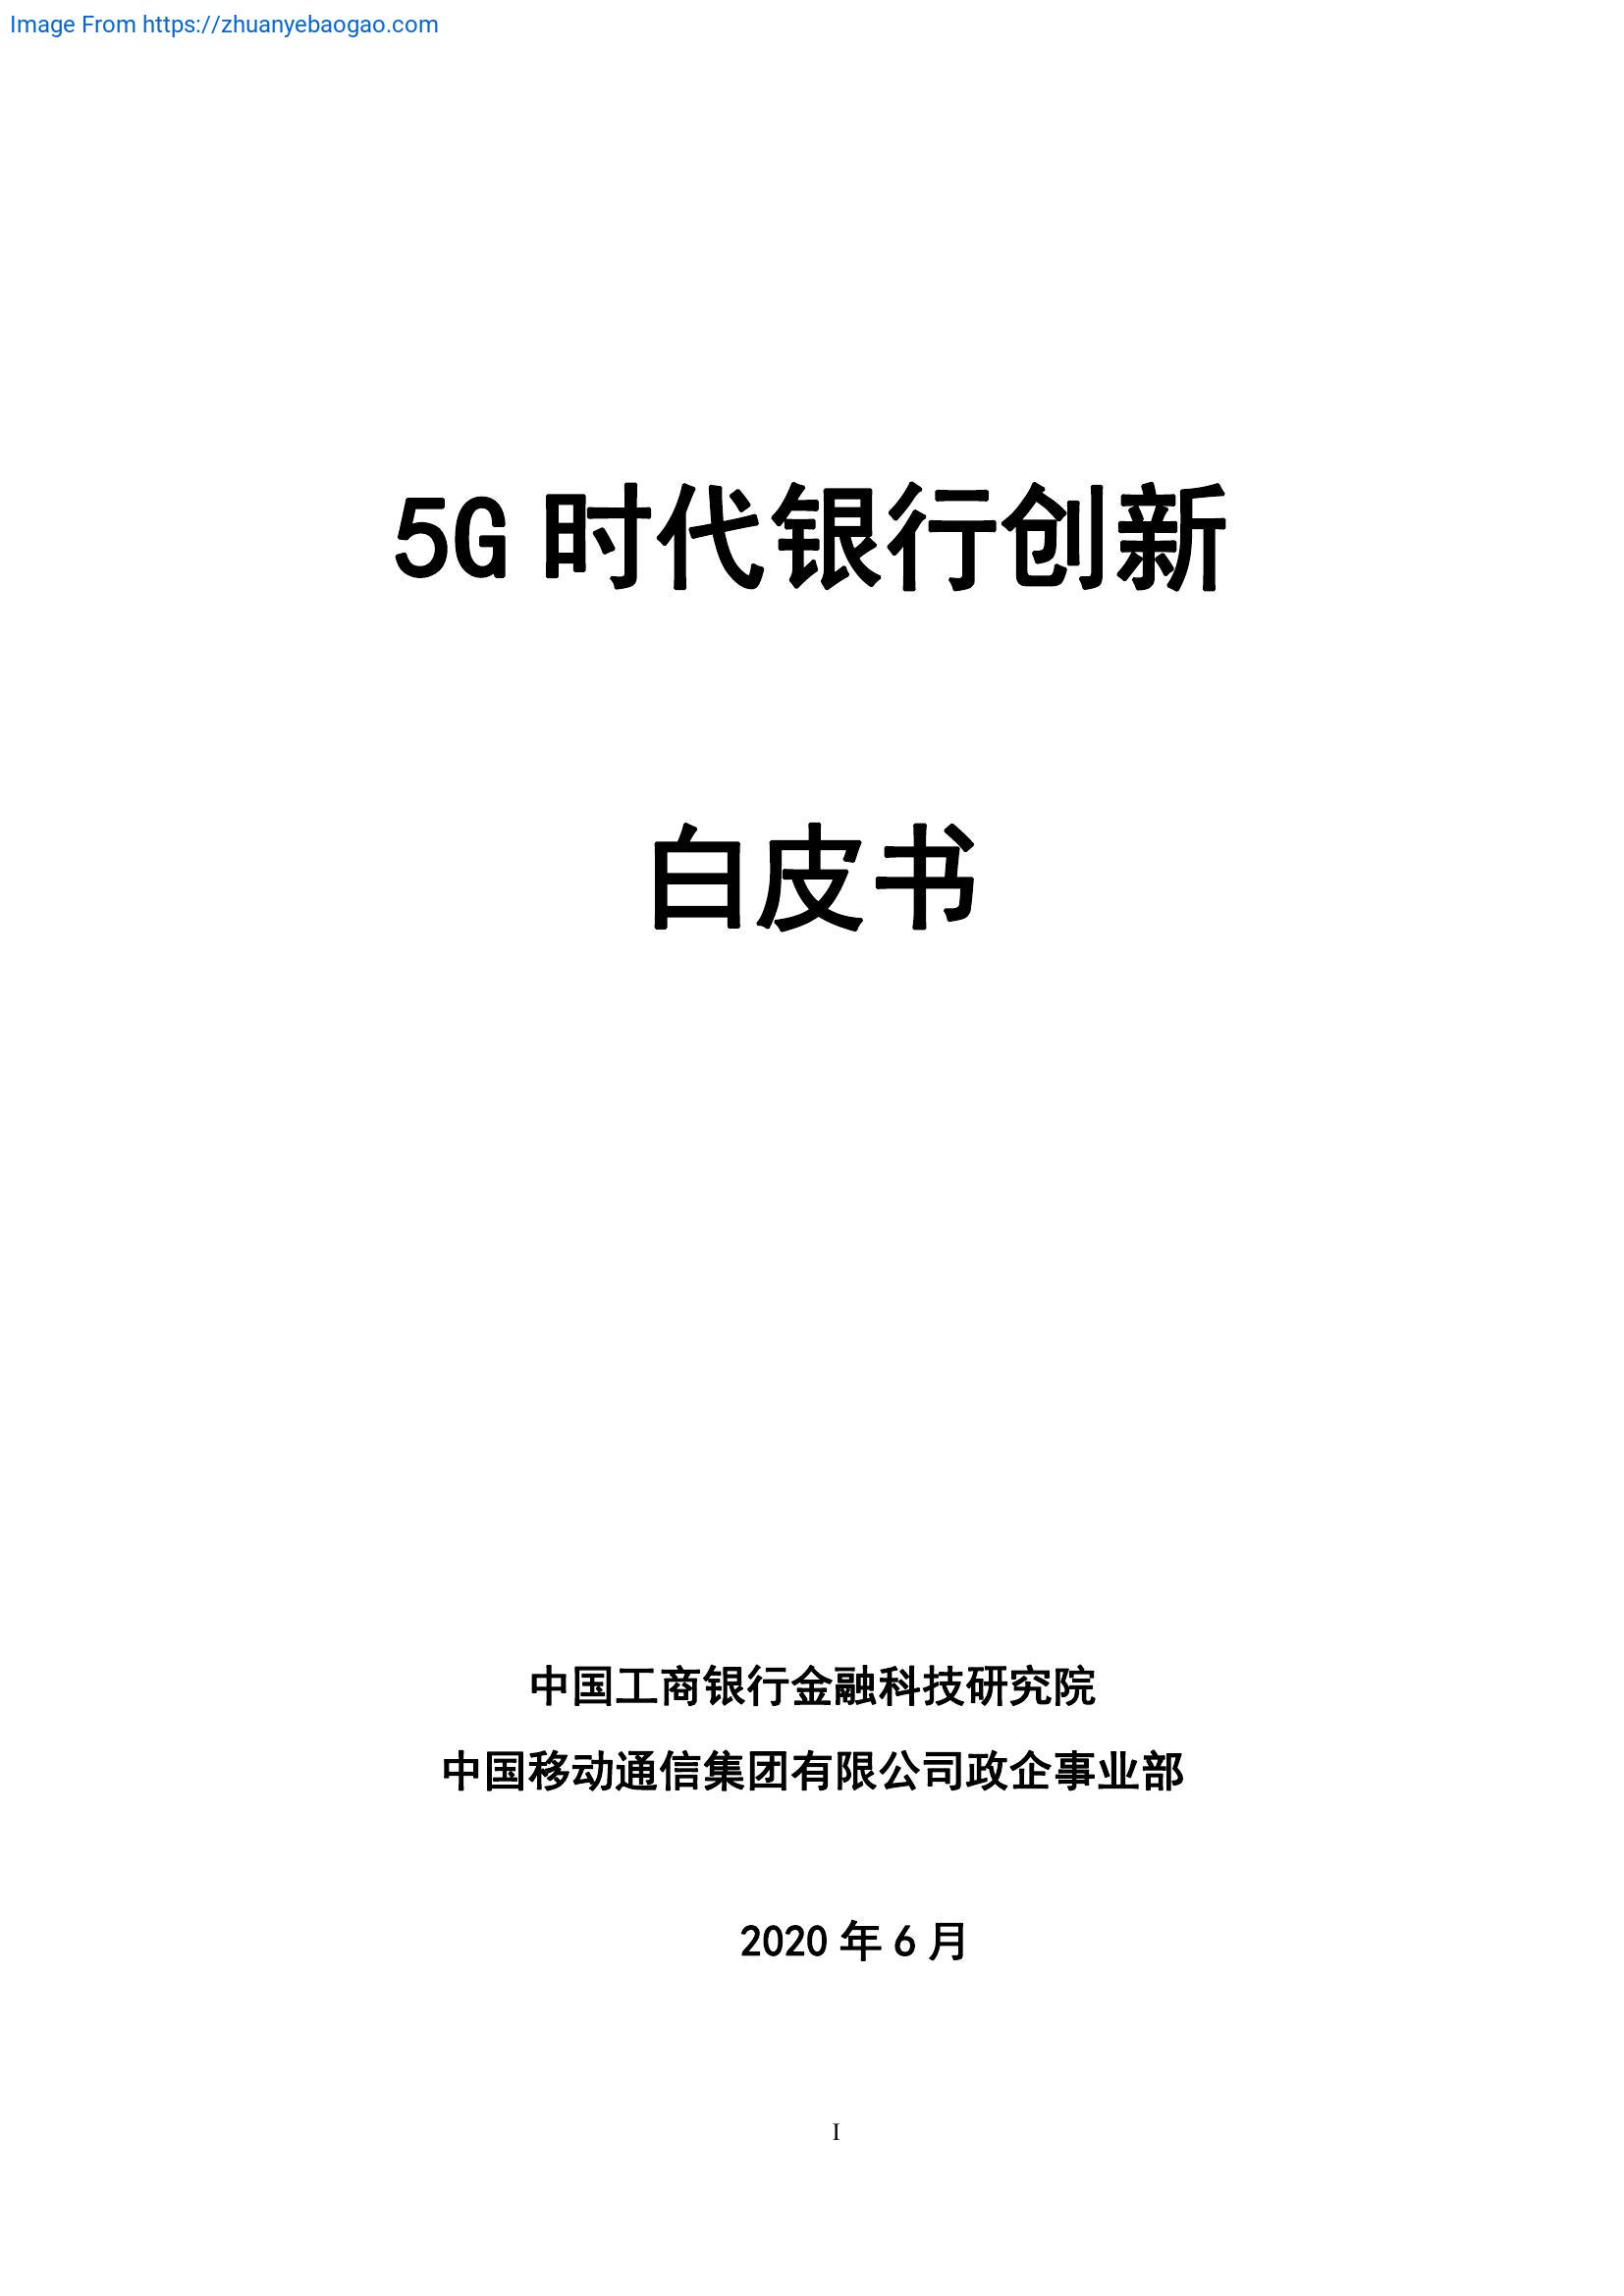 Image From https://zhuanyebaogao.com
5G 时代银行创新
白皮书
中国工商银行金融科技研究院
中国移动通信集团有限公司政企事业部
2020 年 6 月
I